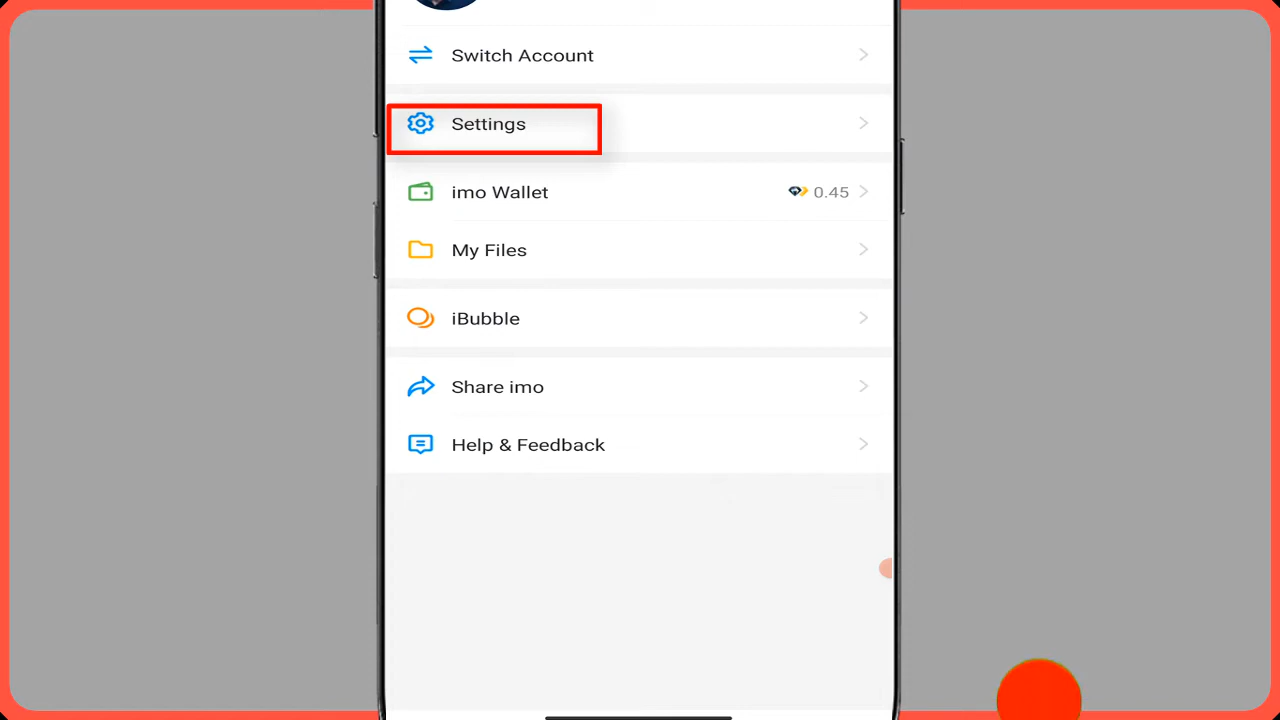 Switch Account
Settings
imo Wallet 0.45
My Files
iBubble
Share imo
Help & Feedback